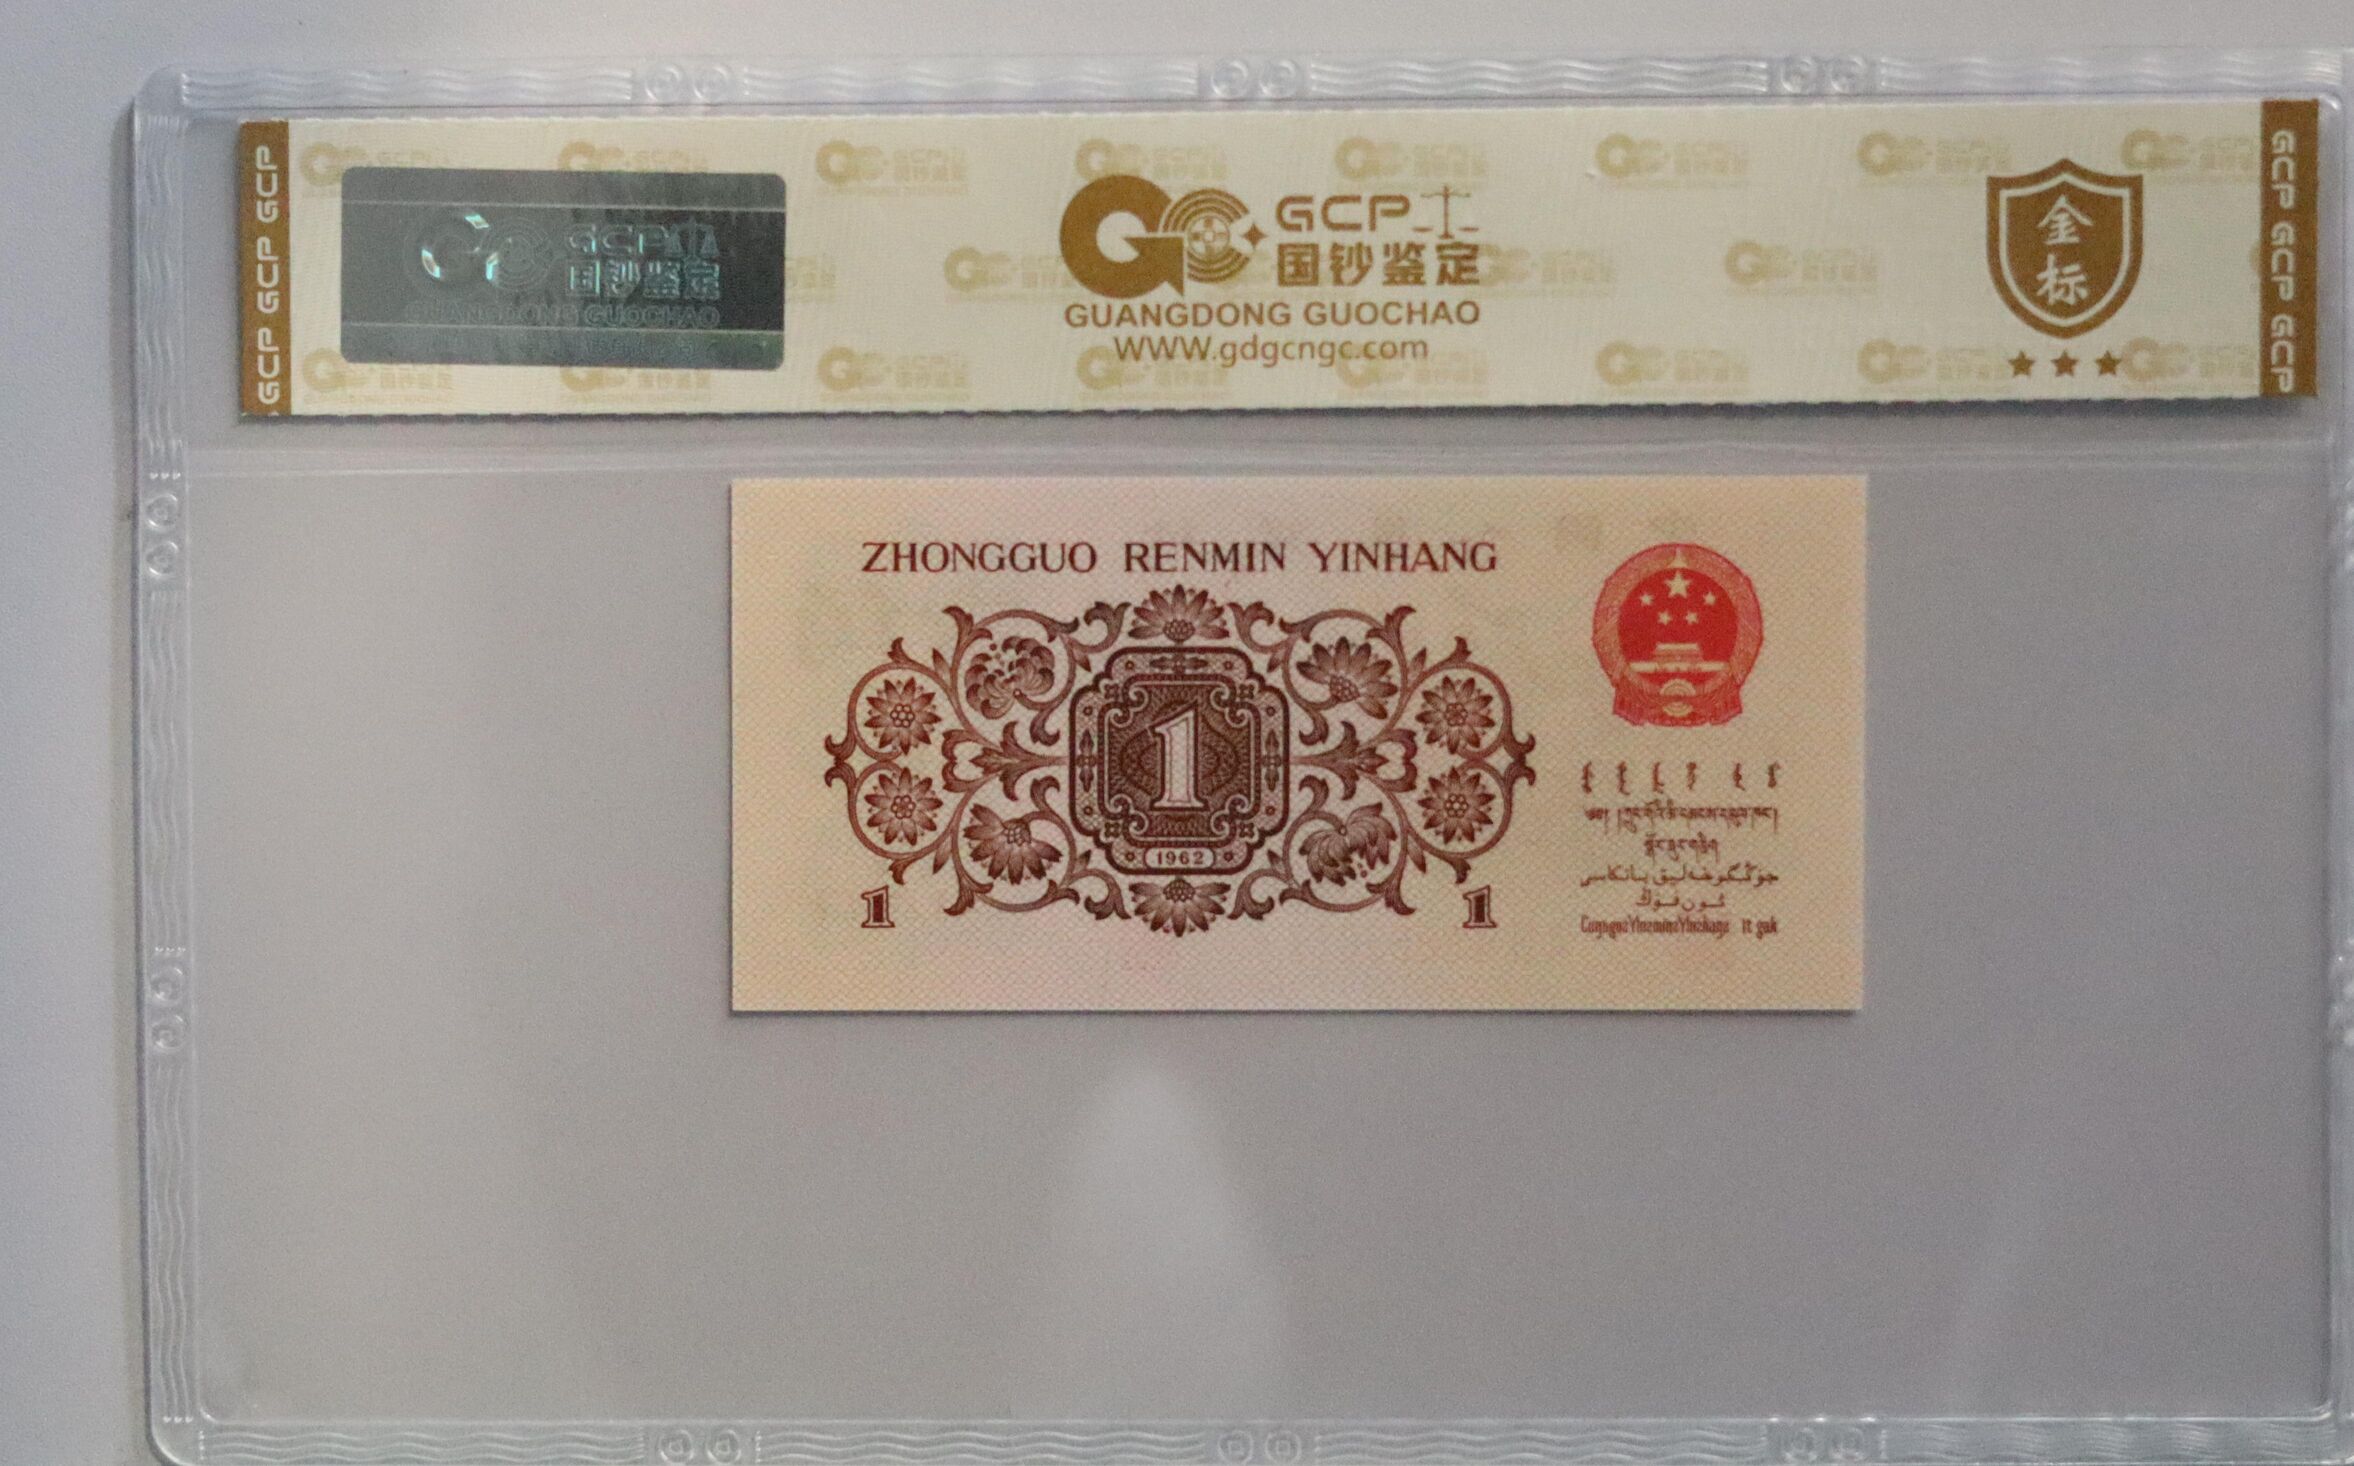 GCP GCP GCP
GCP
国钞鉴定
GUANGDONG GUOCHAO
GCP
国钞鉴定
GUANGDONG GUOCHAO
WWW.gdgcngc.com
金
标
GCP GCP GCP
ZHONGGUO RENMIN YINHANG
1
1962
1
1